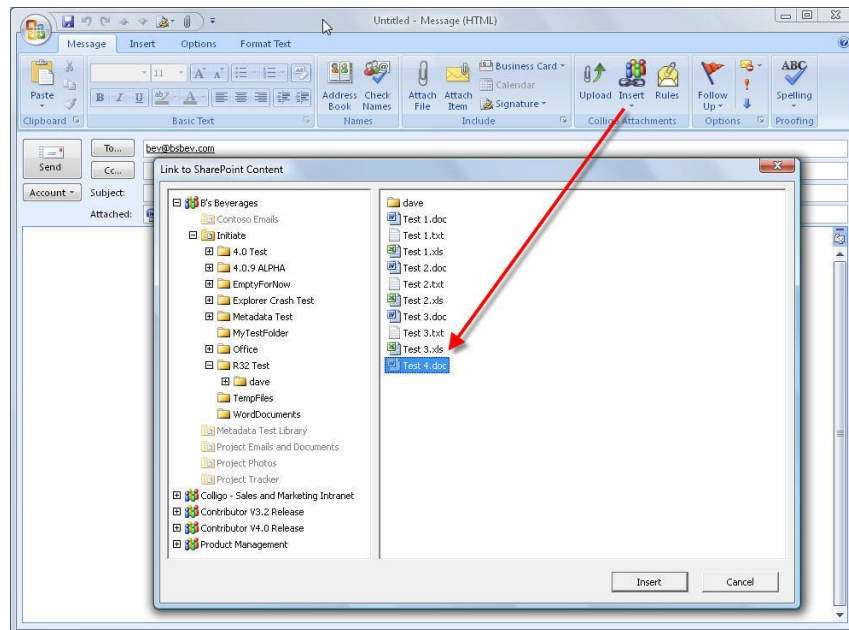 Untitled - Message (HTML)
Message Insert Options Format Text
Paste
11
B I U
Address Book
Check Names
Attach File
Attach Item
Business Card
Calendar
Signature
Upload
Insert
Rules
Follow Up
ABC
Spelling
Clipboard Basic Text Names Include Colligo Attachments Options Proofing
Send
Account
To... bev@bsbev.com
Cc...
Subject:
Attached:
Link to SharePoint Content
B's Beverages
Contoso Emails
Initiate
4.0 Test
4.0.9 ALPHA
EmptyForNow
Explorer Crash Test
Metadata Test
MyTestFolder
Office
R32 Test
dave
TempFiles
WordDocuments
Metadata Test Library
Project Emails and Documents
Project Photos
Project Tracker
Colligo - Sales and Marketing Intranet
Contributor V3.2 Release
Contributor V4.0 Release
Product Management
dave
Test 1.doc
Test 1.txt
Test 1.xls
Test 2.doc
Test 2.txt
Test 2.xls
Test 3.doc
Test 3.txt
Test 3.xls
Test 4.doc
Insert Cancel